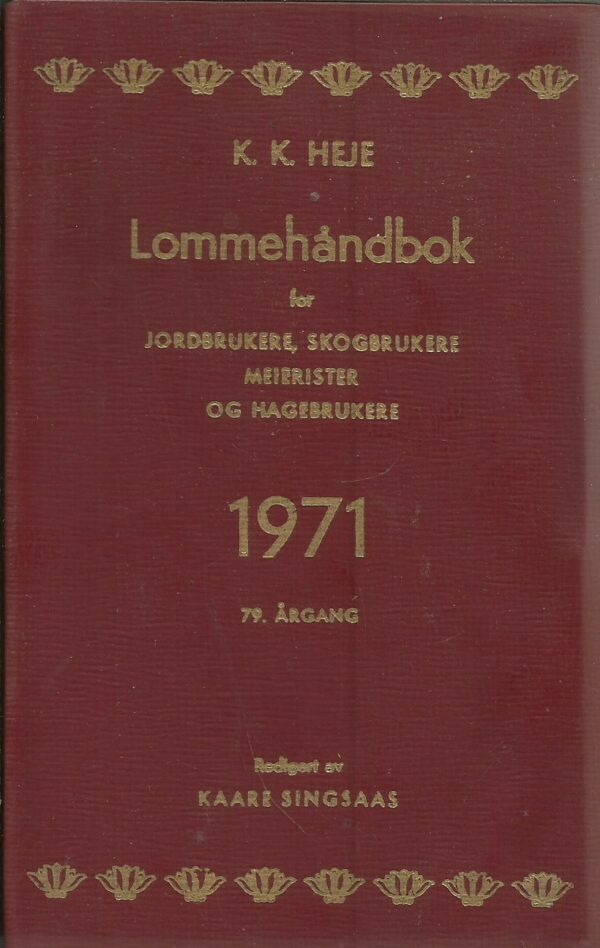 K. K. HEJE
Lommehåndbok
for
JORDBRUKERE, SKOGBRUKERE
MEIERISTER
OG HAGEBRUKERE
1971
79. ÅRGANG
Redigert av
KAARE SINGSAAS